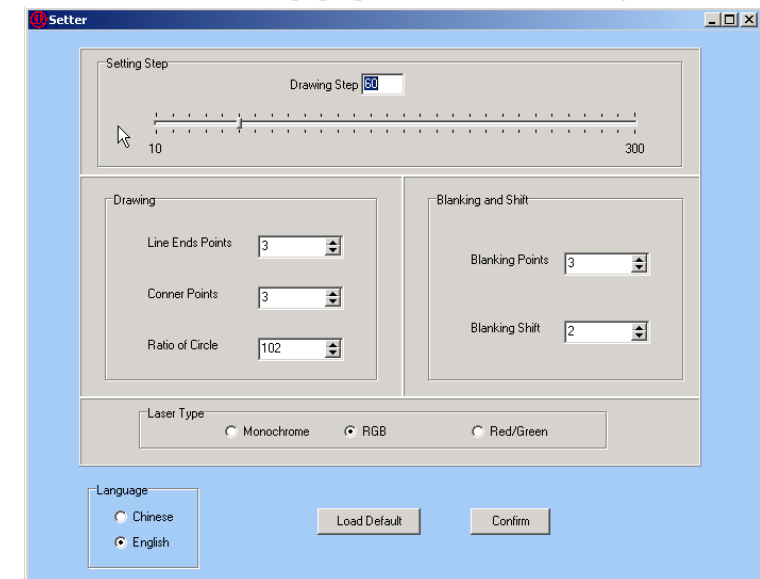 Setter
Setting Step
Drawing Step 60
10 300
Drawing
Line Ends Points 3
Conner Points 3
Ratio of Circle 102
Blanking and Shift
Blanking Points 3
Blanking Shift 2
Laser Type
Monochrome RGB Red/Green
Language
Chinese
English
Load Default Confirm